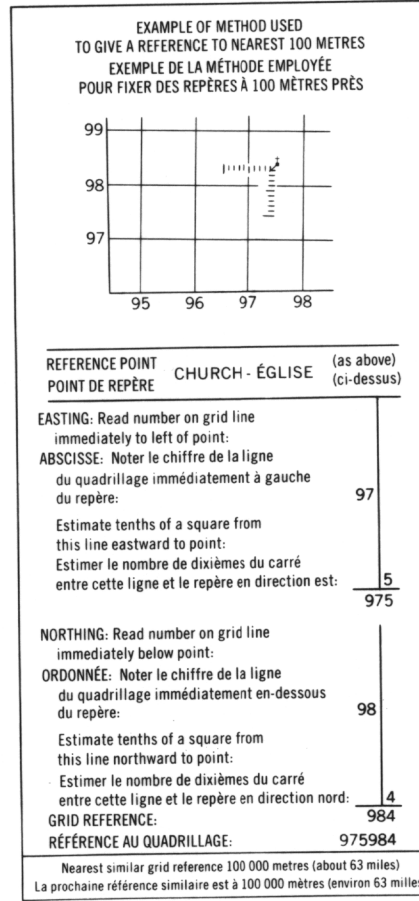 EXAMPLE OF METHOD USED
TO GIVE A REFERENCE TO NEAREST 100 METRES
EXEMPLE DE LA MÉTHODE EMPLOYÉE
POUR FIXER DES REPÈRES À 100 MÈTRES PRÈS
99
98
97
95 96 97 98
REFERENCE POINT
POINT DE REPÈRE
CHURCH - ÉGLISE
(as above)
(ci-dessus)
EASTING: Read number on grid line
immediately to left of point:
ABSCISSE: Noter le chiffre de la ligne
du quadrillage immédiatement à gauche
du repère: 97
Estimate tenths of a square from
this line eastward to point:
Estimer le nombre de dixièmes du carré
entre cette ligne et le repère en direction est: 5
975
NORTHING: Read number on grid line
immediately below point:
ORDONNÉE: Noter le chiffre de la ligne
du quadrillage immédiatement en-dessous
du repère: 98
Estimate tenths of a square from
this line northward to point:
Estimer le nombre de dixièmes du carré
entre cette ligne et le repère en direction nord: 4
GRID REFERENCE: 984
RÉFÉRENCE AU QUADRILLAGE: 975984
Nearest similar grid reference 100 000 metres (about 63 miles)
La prochaine référence similaire est à 100 000 mètres (environ 63 milles